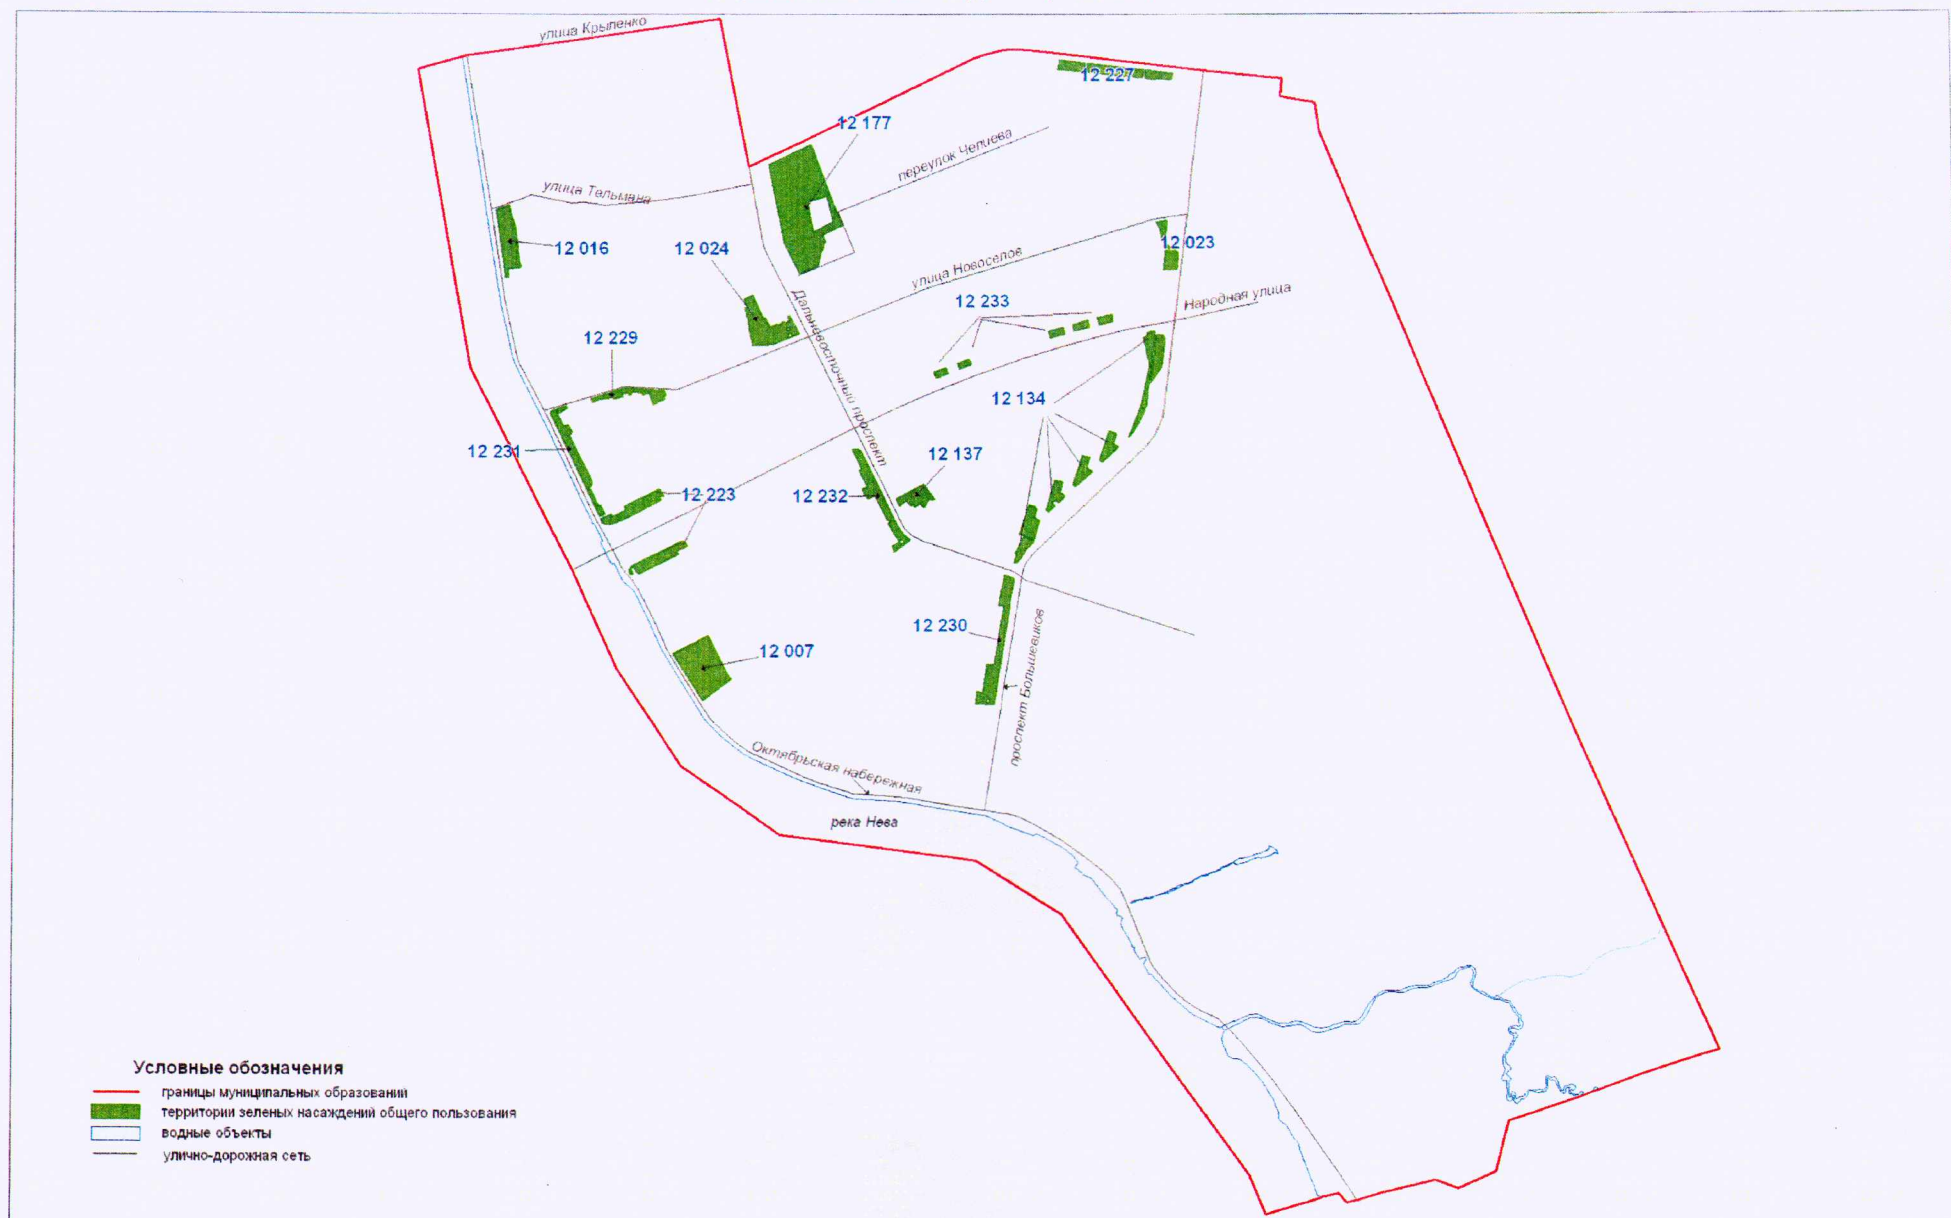 улица Крыленко
12 227
12 177
переулок Челиева
улица Тельмана
12 016
12 024
12 023
улица Новоселов
Народная улица
12 233
Дальневосточный проспект
12 229
12 134
12 231
12 137
12 223
12 232
12 230
12 007
проспект Большевиков
Октябрьская набережная
река Нева
Условные обозначения
границы муниципальных образований
территории зеленых насаждений общего пользования
водные объекты
улично-дорожная сеть